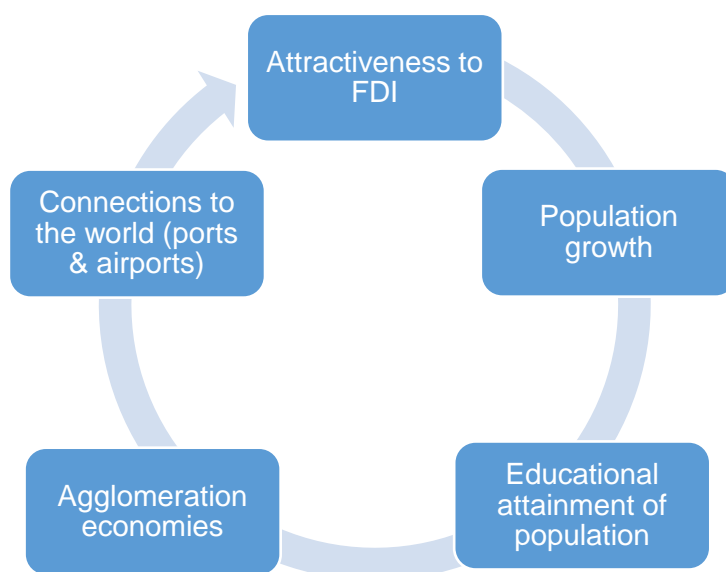 Attractiveness to
FDI
Population
growth
Educational
attainment of
population
Agglomeration
economies
Connections to
the world (ports
& airports)